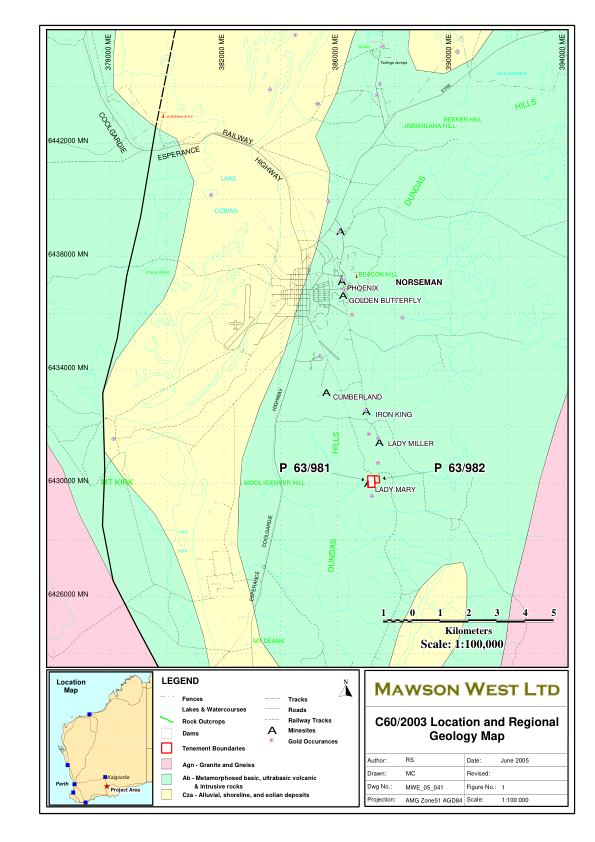 378000 ME
382000 ME
386000 ME
390000 ME
394000 ME
Tailings dumps
EYRE
HILLS
BEKKER HILL
JIMBERLANA HILL
6442000 MN
COOLGARDIE
ESPERANCE
RAILWAY
HIGHWAY
LAKE
COWAN
DUNDAS
6438000 MN
BEACON HILL
NORSEMAN
PHOENIX
GOLDEN BUTTERFLY
6434000 MN
CUMBERLAND
HIGHWAY
IRON KING
HILLS
LADY MILLER
P 63/981
P 63/982
6430000 MN
MT KIRK
WOOLYEENYER HILL
LADY MARY
COOLGARDIE
LAKE
KIRK
DUNDAS
ESPERANCE
6426000 MN
MT DEANS
1 0 1 2 3 4 5
Kilometers
Scale: 1:100,000
Location
Map
Perth
Kalgoorlie
Project Area
LEGEND
N
Fences
Lakes & Watercourses
Rock Outcrops
Dams
Tenement Boundaries
Tracks
Roads
Railway Tracks
Minesites
Gold Occurances
Agn - Granite and Gneiss
Ab - Metamorphosed basic, ultrabasic volcanic
& intrusive rocks
Cza - Alluvial, shoreline, and eolian deposits
MAWSON WEST LTD
C60/2003 Location and Regional
Geology Map
Author: RS Date: June 2005
Drawn: MC Revised:
Dwg No.: MWE_05_041 Figure No.: 1
Projection: AMG Zone51 AGD84 Scale: 1:100 000